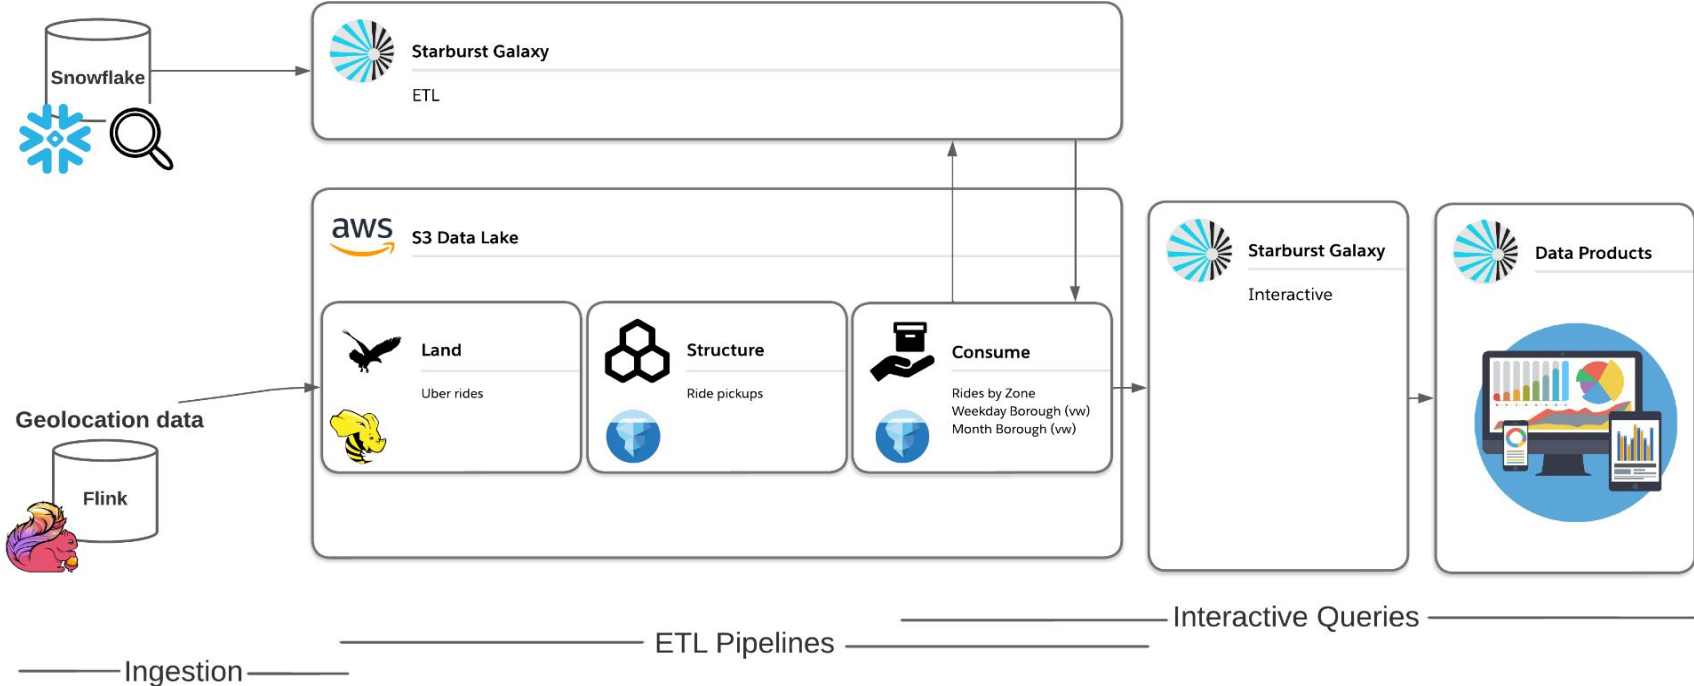 Snowflake
Starburst Galaxy
ETL
aws
S3 Data Lake
Land
Uber rides
Structure
Ride pickups
Consume
Rides by Zone
Weekday Borough (vw)
Month Borough (vw)
Starburst Galaxy
Interactive
Data Products
Geolocation data
Flink
Ingestion
ETL Pipelines
Interactive Queries